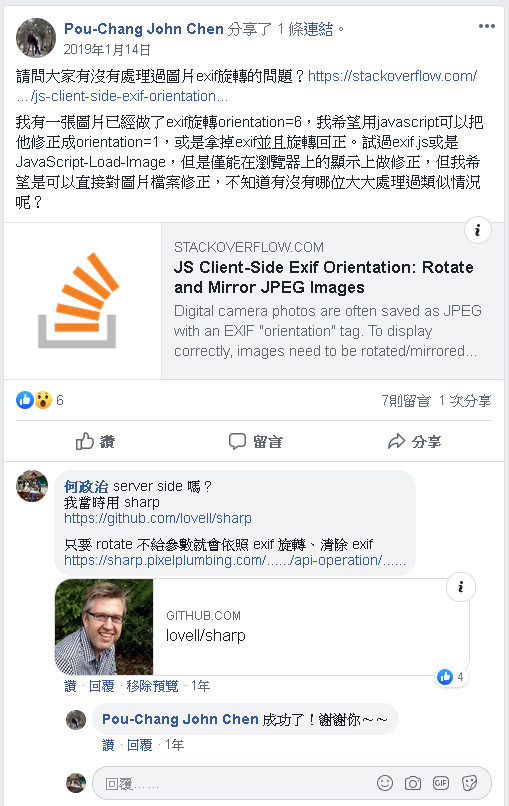 Pou-Chang John Chen 分享了 1 條連結。
2019年1月14日
請問大家有沒有處理過圖片exif旋轉的問題？https://stackoverflow.com/
…/js-client-side-exif-orientation...
我有一張圖片已經做了exif旋轉orientation=6，我希望用javascript可以把
他修正成orientation=1，或是拿掉exif並且旋轉回正。試過exif.js或是
JavaScript-Load-Image，但是僅能在瀏覽器上的顯示上做修正，但我希
望是可以直接對圖片檔案修正，不知道有沒有哪位大大處理過類似情況
呢？
STACKOVERFLOW.COM
JS Client-Side Exif Orientation: Rotate
and Mirror JPEG Images
Digital camera photos are often saved as JPEG
with an EXIF "orientation" tag. To display
correctly, images need to be rotated/mirrored...
6
7則留言 1 次分享
讚 留言 分享
何政治 server side 嗎？
我當時用 sharp
https://github.com/lovell/sharp
只要 rotate 不給參數就會依照 exif 旋轉、清除 exif
https://sharp.pixelplumbing.com/....../api-operation/......
GITHUB.COM
lovell/sharp
4
讚 · 回覆 · 移除預覽 · 1年
Pou-Chang John Chen 成功了！謝謝你～～
讚 · 回覆 · 1年
回覆……
GIF